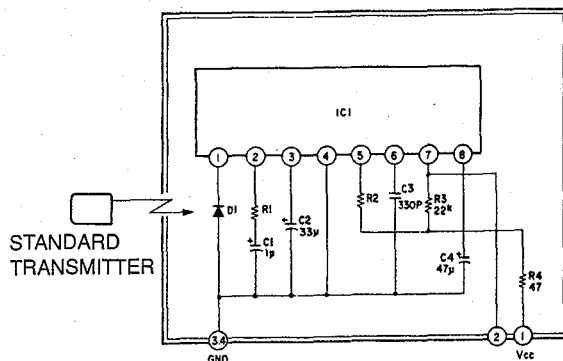 IC1
1 2 3 4 5 6 7 8
D1
R1
C1
1μ
C2
33μ
R2
C3
330P
R3
22k
C4
47μ
R4
47
STANDARD
TRANSMITTER
3.4
GND
2
1
Vcc